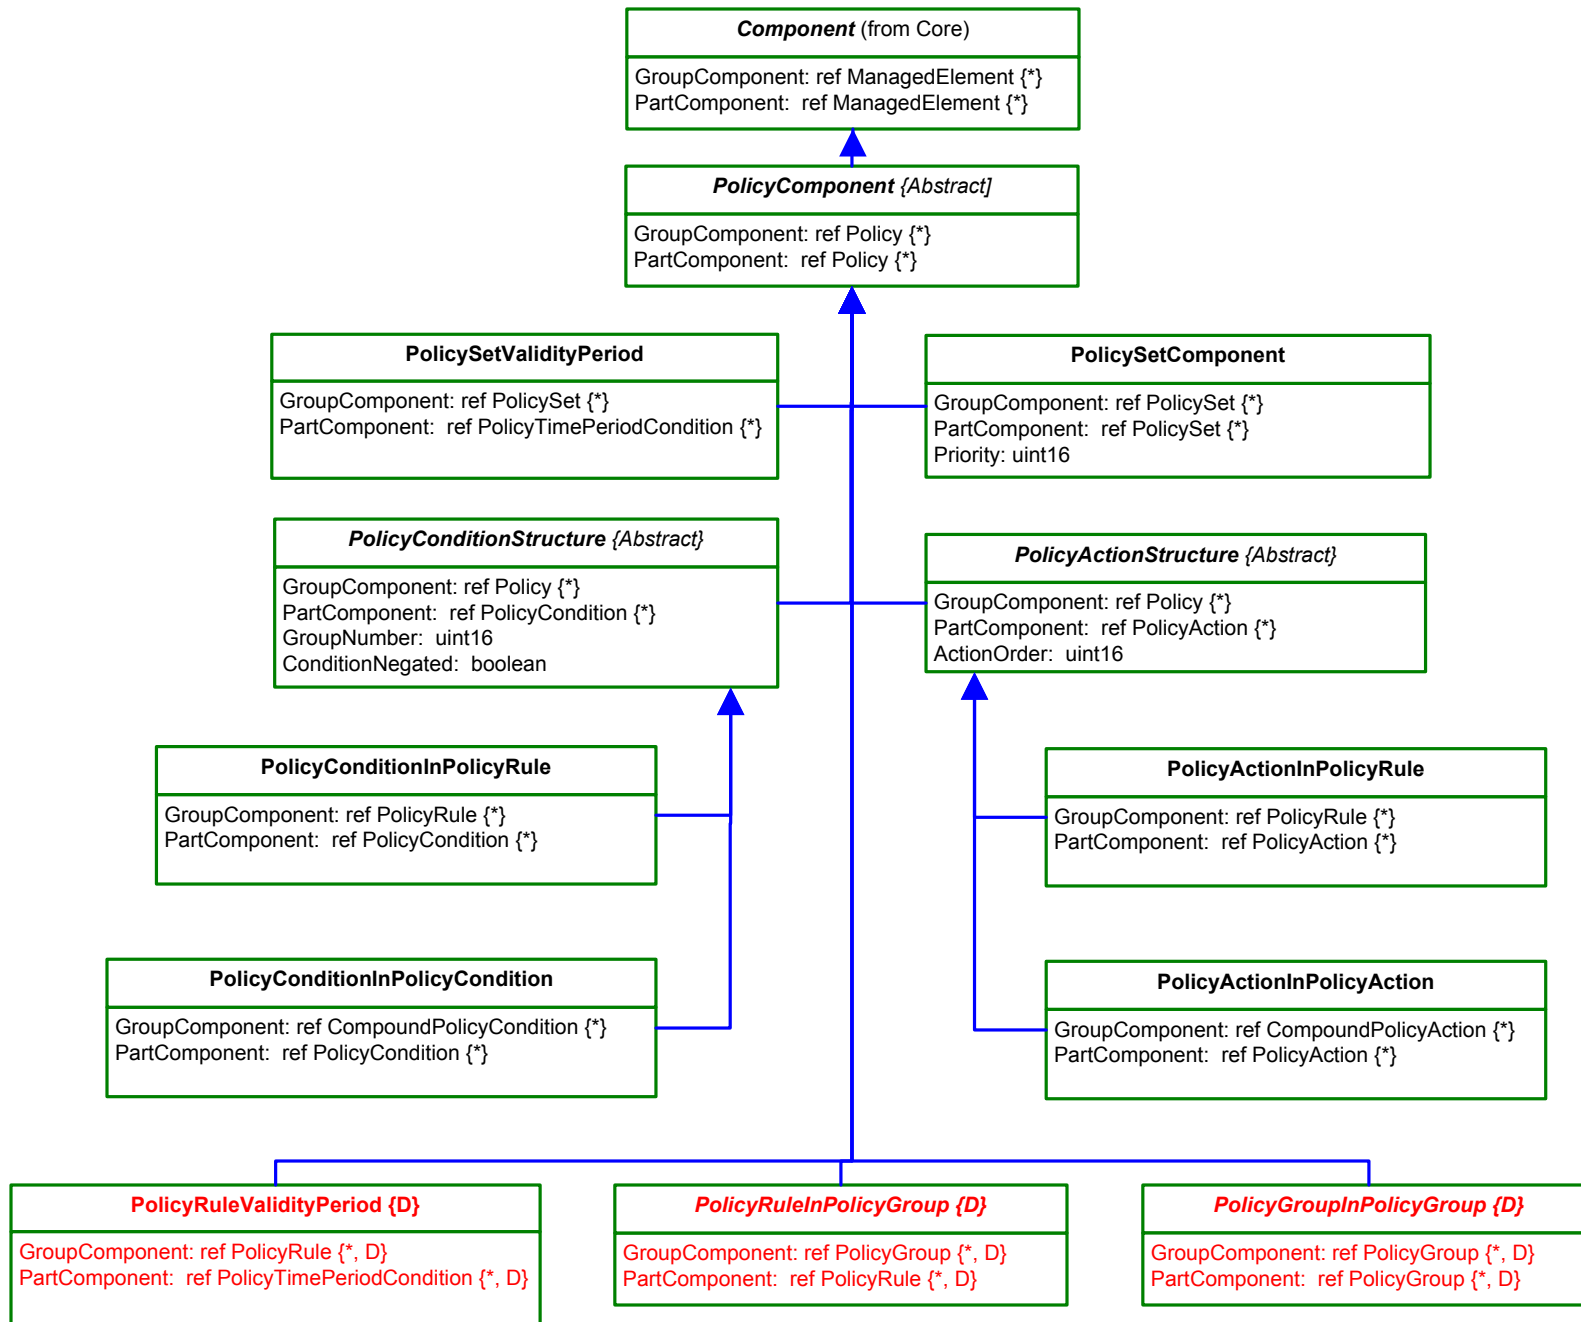 Component (from Core)
GroupComponent: ref ManagedElement {*}
PartComponent: ref ManagedElement {*}
PolicyComponent {Abstract]
GroupComponent: ref Policy {*}
PartComponent: ref Policy {*}
PolicySetValidityPeriod
GroupComponent: ref PolicySet {*}
PartComponent: ref PolicyTimePeriodCondition {*}
PolicySetComponent
GroupComponent: ref PolicySet {*}
PartComponent: ref PolicySet {*}
Priority: uint16
PolicyConditionStructure {Abstract}
GroupComponent: ref Policy {*}
PartComponent: ref PolicyCondition {*}
GroupNumber: uint16
ConditionNegated: boolean
PolicyActionStructure {Abstract}
GroupComponent: ref Policy {*}
PartComponent: ref PolicyAction {*}
ActionOrder: uint16
PolicyConditionInPolicyRule
GroupComponent: ref PolicyRule {*}
PartComponent: ref PolicyCondition {*}
PolicyActionInPolicyRule
GroupComponent: ref PolicyRule {*}
PartComponent: ref PolicyAction {*}
PolicyConditionInPolicyCondition
GroupComponent: ref CompoundPolicyCondition {*}
PartComponent: ref PolicyCondition {*}
PolicyActionInPolicyAction
GroupComponent: ref CompoundPolicyAction {*}
PartComponent: ref PolicyAction {*}
PolicyRuleValidityPeriod {D}
GroupComponent: ref PolicyRule {*, D}
PartComponent: ref PolicyTimePeriodCondition {*, D}
PolicyRuleInPolicyGroup {D}
GroupComponent: ref PolicyGroup {*, D}
PartComponent: ref PolicyRule {*, D}
PolicyGroupInPolicyGroup {D}
GroupComponent: ref PolicyGroup {*, D}
PartComponent: ref PolicyGroup {*, D}